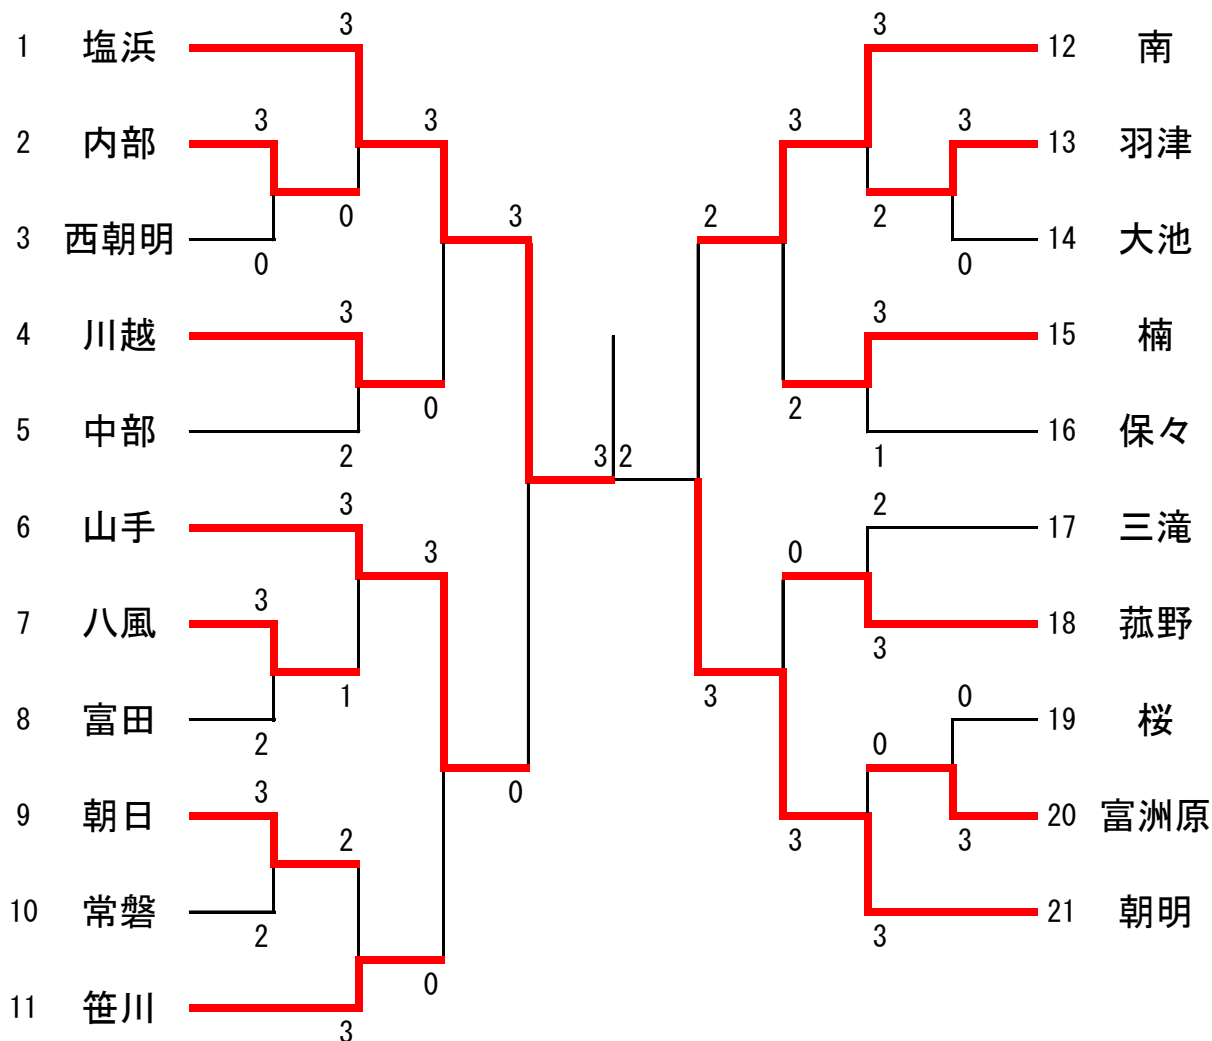 3
1 塩浜
3 3
2 内部
0
3 西朝明
0
3
3
4 川越
0
5 中部
2
3
6 山手
3
3
7 八風
1
8 富田
2
0
3
9 朝日
2
10 常磐
2
0
11 笹川
3
3 2
3
12 南
3 3
13 羽津
2
2
14 大池
0
3
15 楠
2
16 保々
1
2
17 三滝
0
18 菰野
3
3
0
19 桜
0
20 富洲原
3 3
21 朝明
3